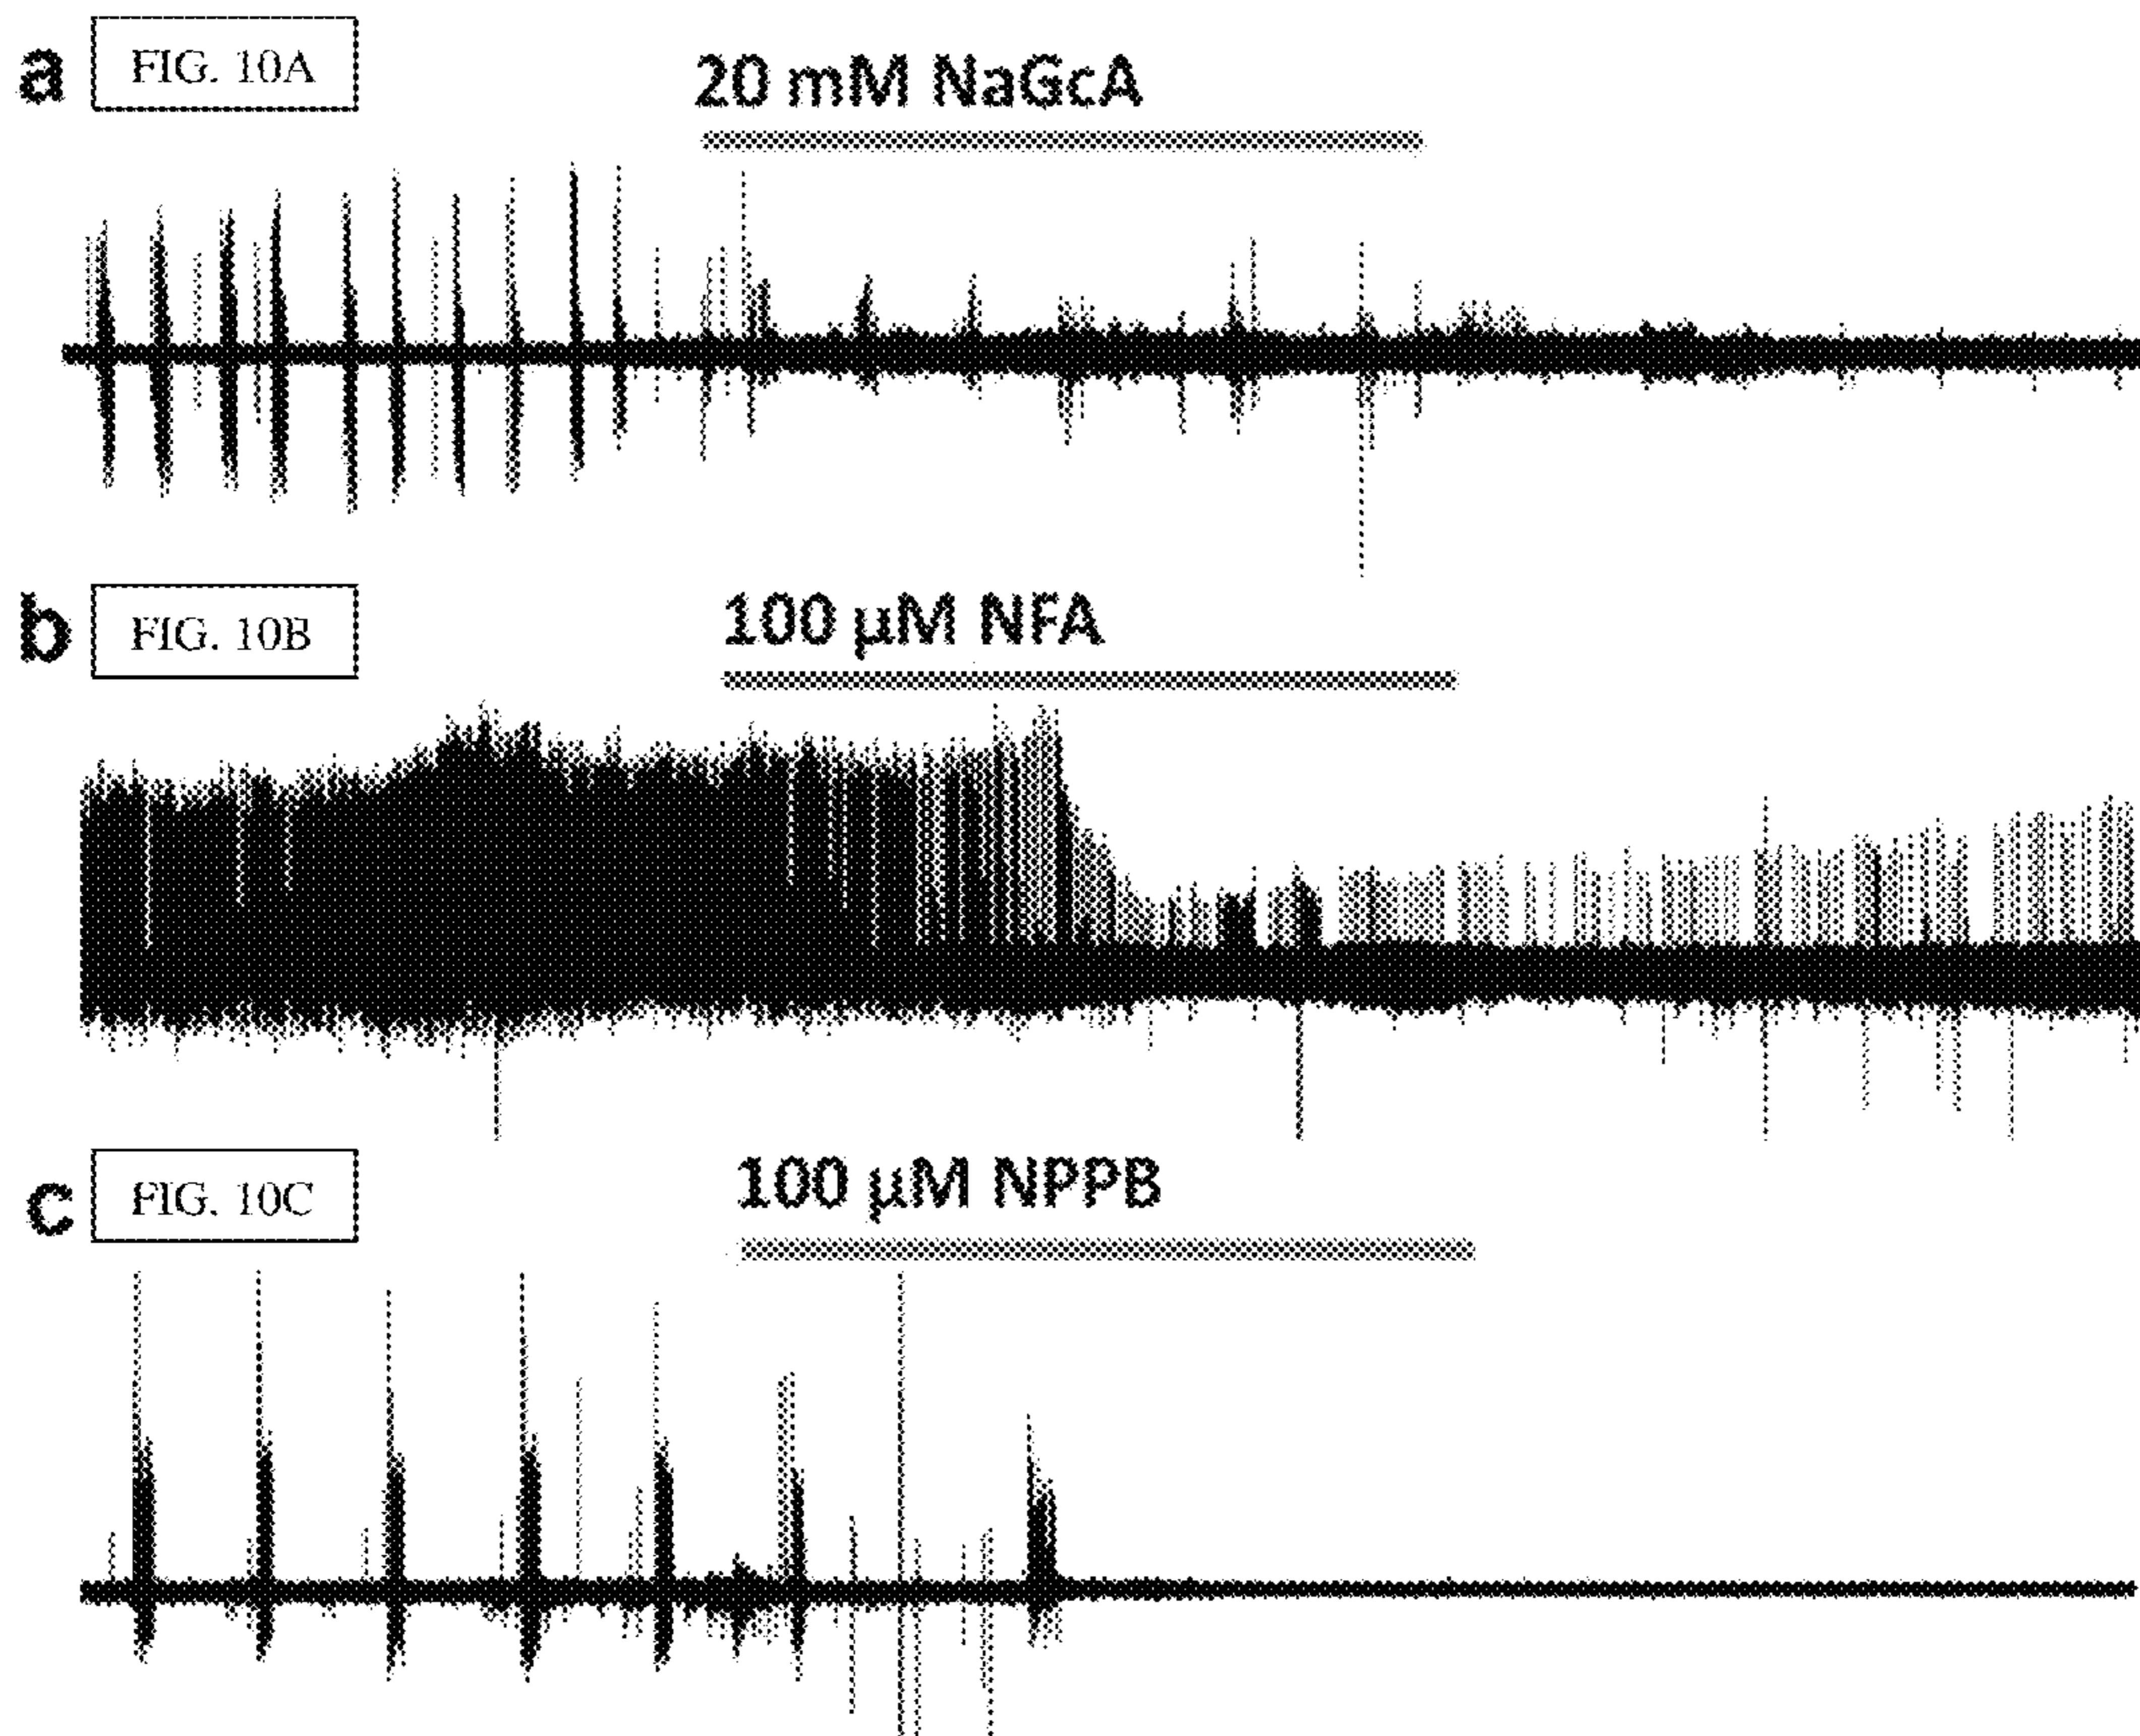 a FIG. 10A
20 mM NaGcA
b FIG. 10B
100 µM NFA
c FIG. 10C
100 µM NPPB